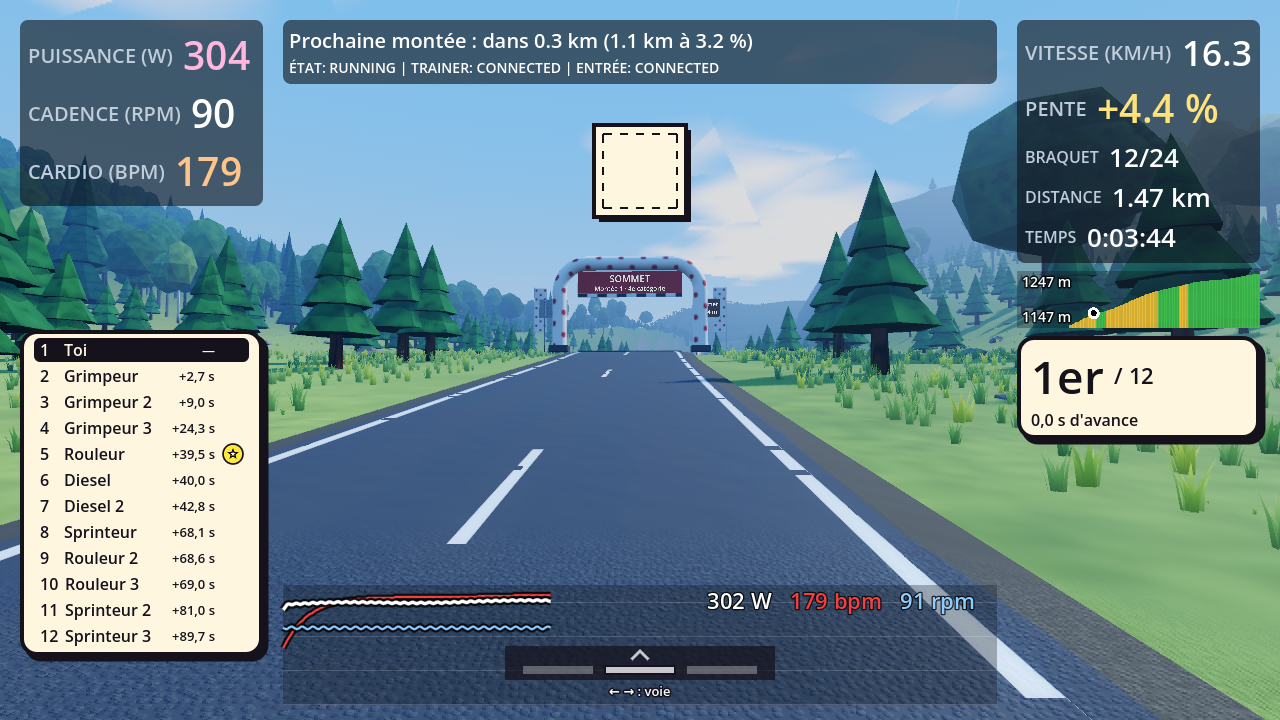 PUISSANCE (W) 304
CADENCE (RPM) 90
CARDIO (BPM) 179
Prochaine montée : dans 0.3 km (1.1 km à 3.2 %)
ÉTAT: RUNNING | TRAINER: CONNECTED | ENTRÉE: CONNECTED
VITESSE (KM/H) 16.3
PENTE +4.4 %
BRAQUET 12/24
DISTANCE 1.47 km
TEMPS 0:03:44
1247 m
1147 m
SOMMET
Montée 1 · 4e catégorie
1 Toi —
2 Grimpeur +2,7 s
3 Grimpeur 2 +9,0 s
4 Grimpeur 3 +24,3 s
5 Rouleur +39,5 s
6 Diesel +40,0 s
7 Diesel 2 +42,8 s
8 Sprinteur +68,1 s
9 Rouleur 2 +68,6 s
10 Rouleur 3 +69,0 s
11 Sprinteur 2 +81,0 s
12 Sprinteur 3 +89,7 s
1er / 12
0,0 s d'avance
302 W 179 bpm 91 rpm
← → : voie